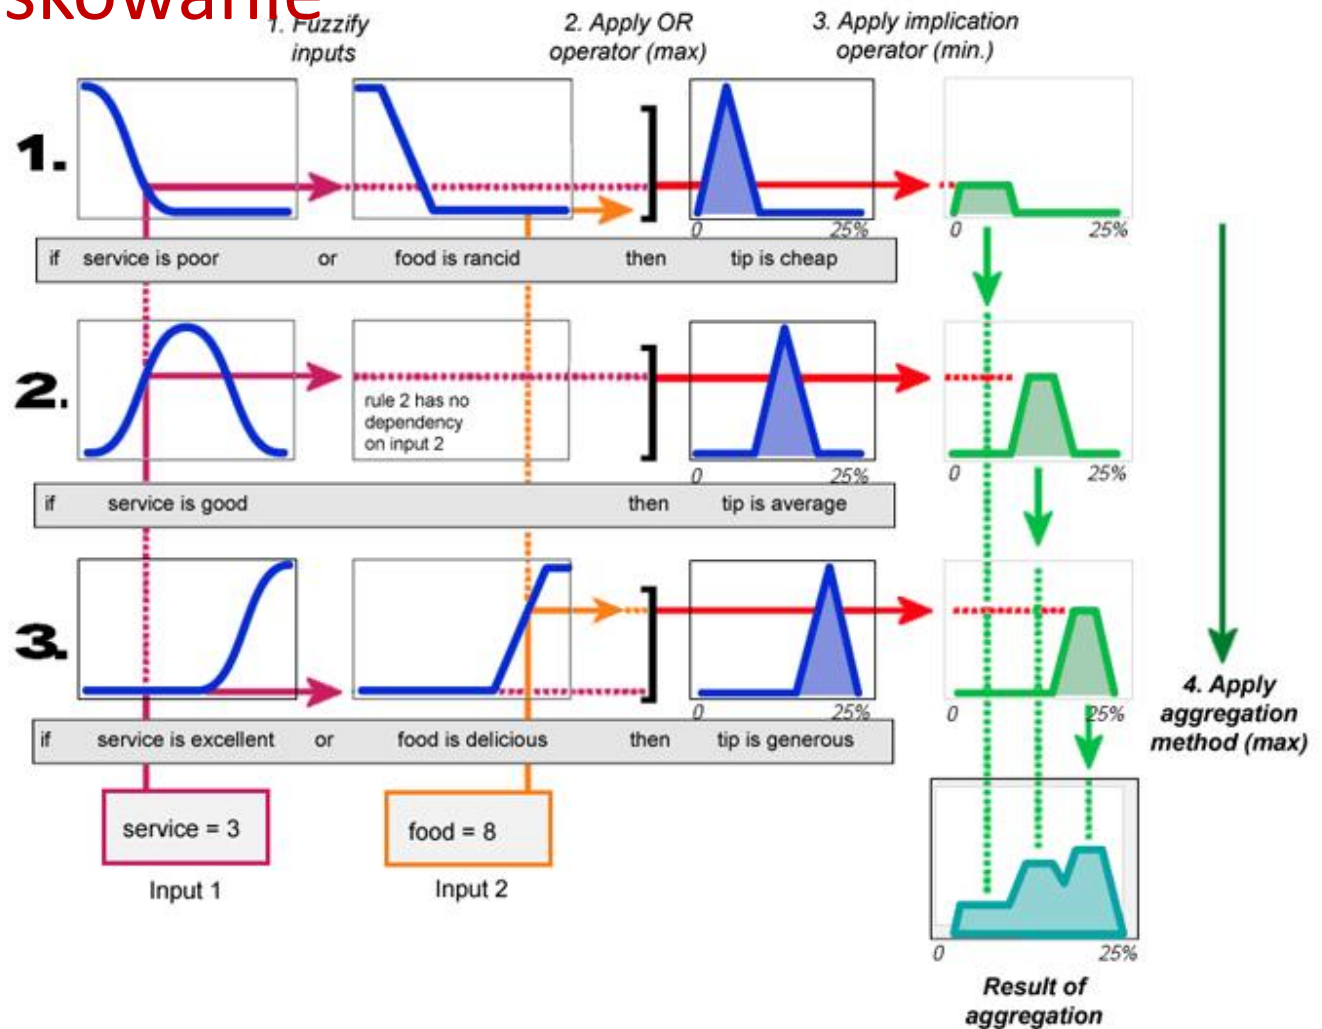 skowanie
1. Fuzzify
inputs
2. Apply OR
operator (max)
3. Apply implication
operator (min.)
1.
0
25%
0
25%
if service is poor or food is rancid then tip is cheap
2.
rule 2 has no
dependency
on input 2
0
25%
0
25%
if service is good then tip is average
3.
0
25%
0
25%
if service is excellent or food is delicious then tip is generous
4. Apply
aggregation
method (max)
service = 3
food = 8
Input 1
Input 2
0
25%
Result of
aggregation